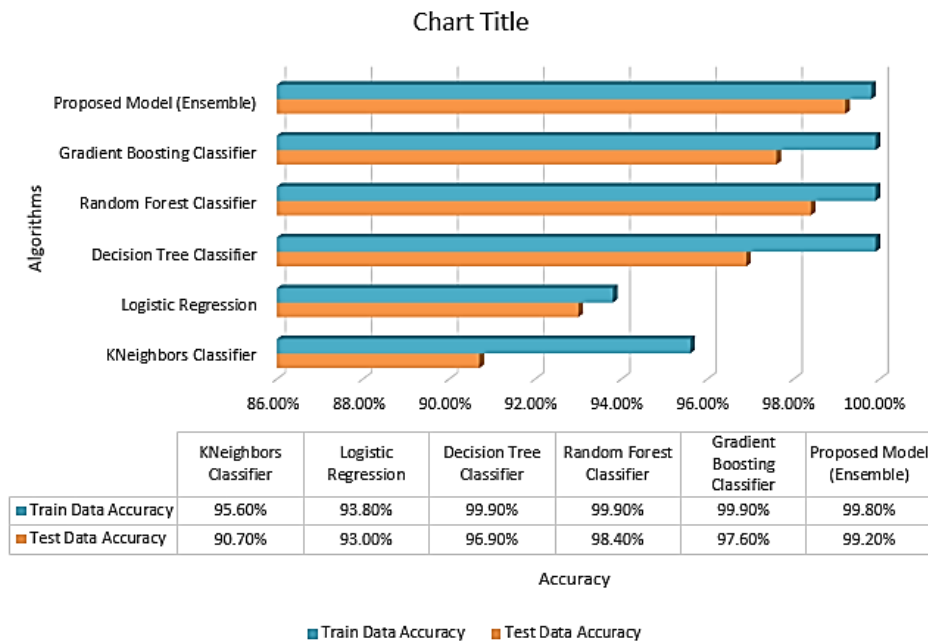 Chart Title
Algorithms
Proposed Model (Ensemble)
Gradient Boosting Classifier
Random Forest Classifier
Decision Tree Classifier
Logistic Regression
KNeighbors Classifier
86.00% 88.00% 90.00% 92.00% 94.00% 96.00% 98.00% 100.00%
KNeighbors Classifier Logistic Regression Decision Tree Classifier Random Forest Classifier Gradient Boosting Classifier Proposed Model (Ensemble)
Train Data Accuracy 95.60% 93.80% 99.90% 99.90% 99.90% 99.80%
Test Data Accuracy 90.70% 93.00% 96.90% 98.40% 97.60% 99.20%
Accuracy
Train Data Accuracy Test Data Accuracy